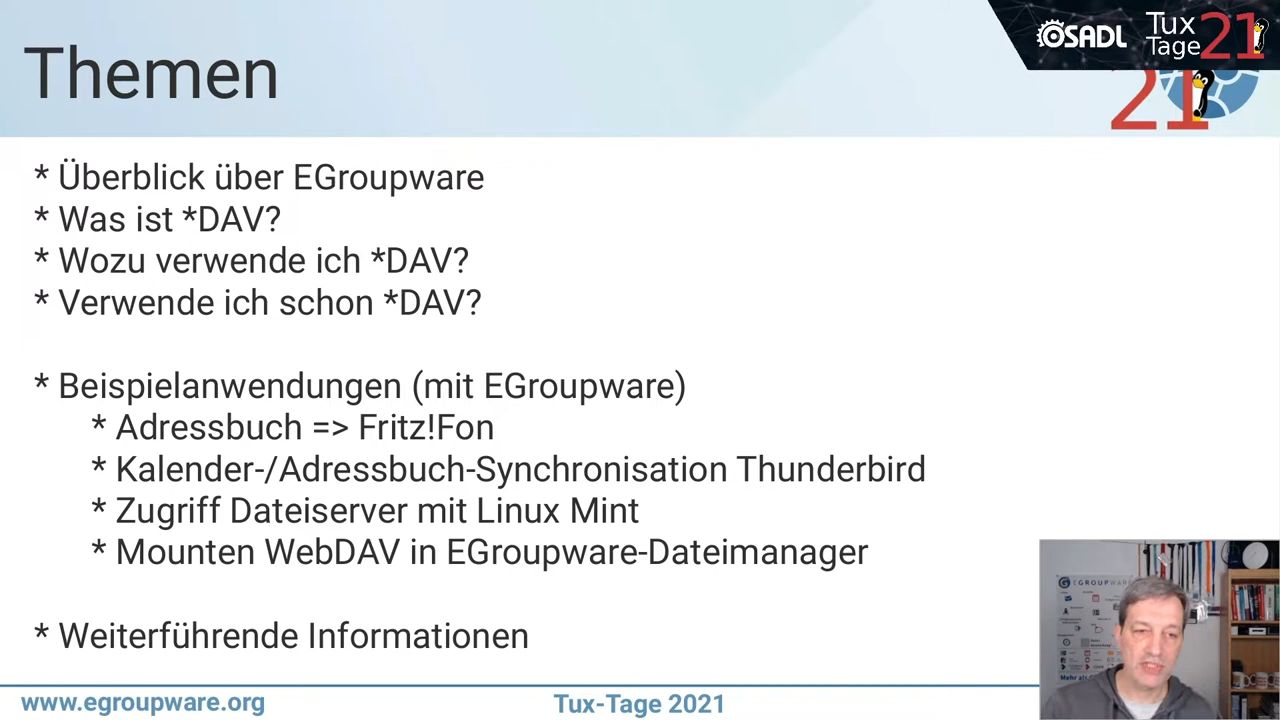 Themen
OSADL
Tux
Tage
21
21
* Überblick über EGroupware
* Was ist *DAV?
* Wozu verwende ich *DAV?
* Verwende ich schon *DAV?
* Beispielanwendungen (mit EGroupware)
* Adressbuch => Fritz!Fon
* Kalender-/Adressbuch-Synchronisation Thunderbird
* Zugriff Dateiserver mit Linux Mint
* Mounten WebDAV in EGroupware-Dateimanager
* Weiterführende Informationen
EGROUPWARE
www.egroupware.org
Tux-Tage 2021